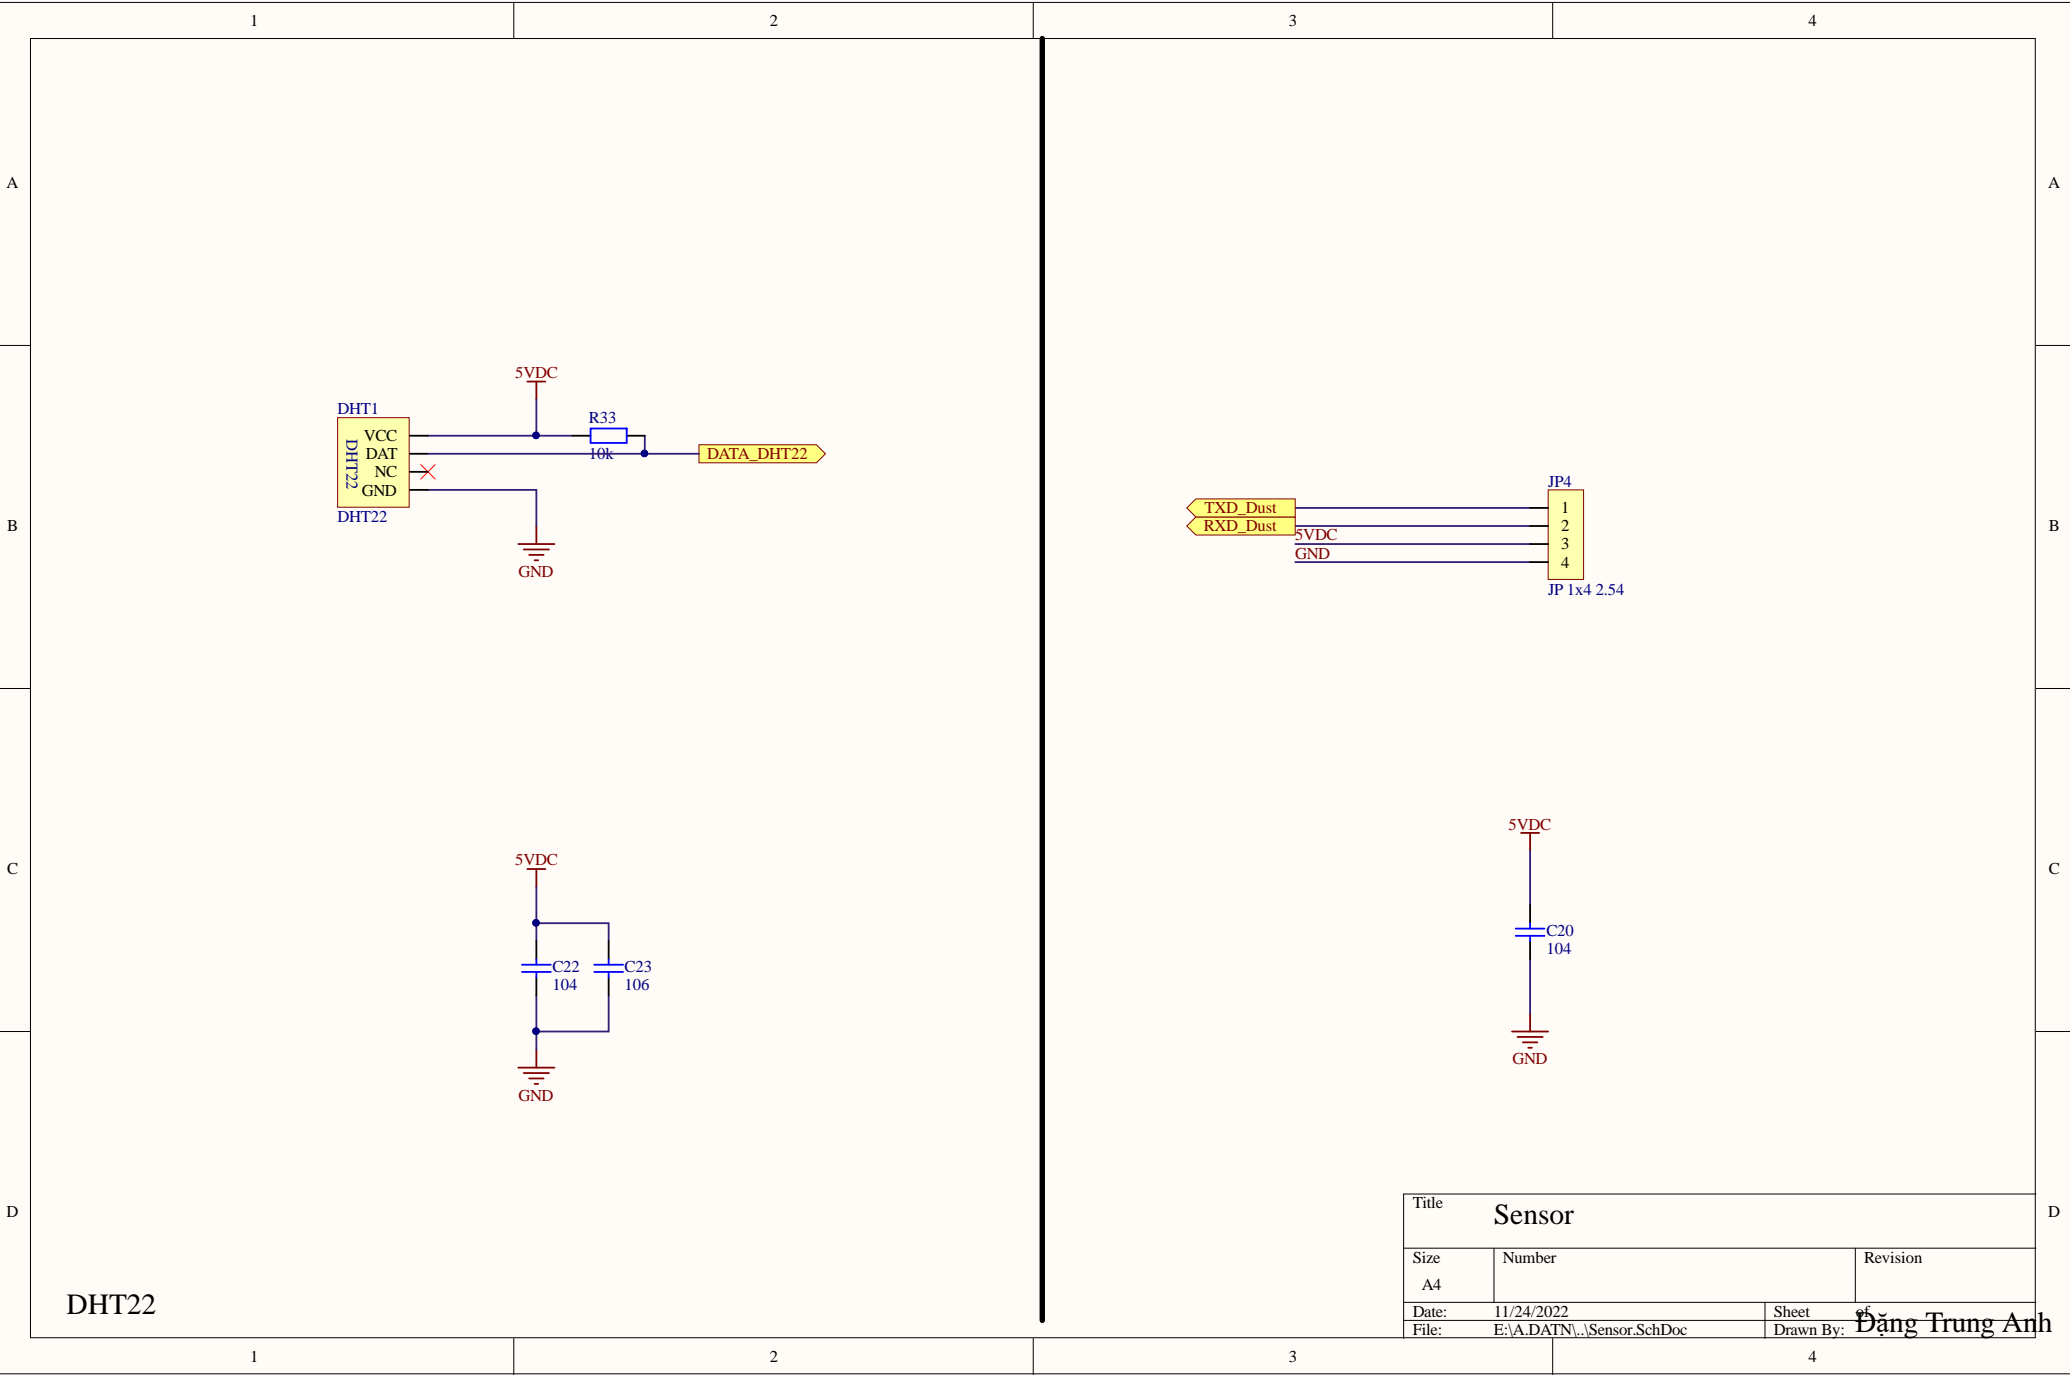 1 2 3 4
A A
5VDC
DHT1
R33
VCC
DAT
NC
GND
DHT22
10k
DATA_DHT22
DHT22
GND
JP4
TXD_Dust
RXD_Dust
5VDC
GND
1
2
3
4
JP 1x4 2.54
B B
5VDC
C22
104
C23
106
GND
5VDC
C20
104
GND
C C
D D
DHT22
Title Sensor
Size Number Revision
A4
Date: 11/24/2022 Sheet of
File: E:\A.DATN\..\Sensor.SchDoc Drawn By: Đặng Trung Anh
1 2 3 4